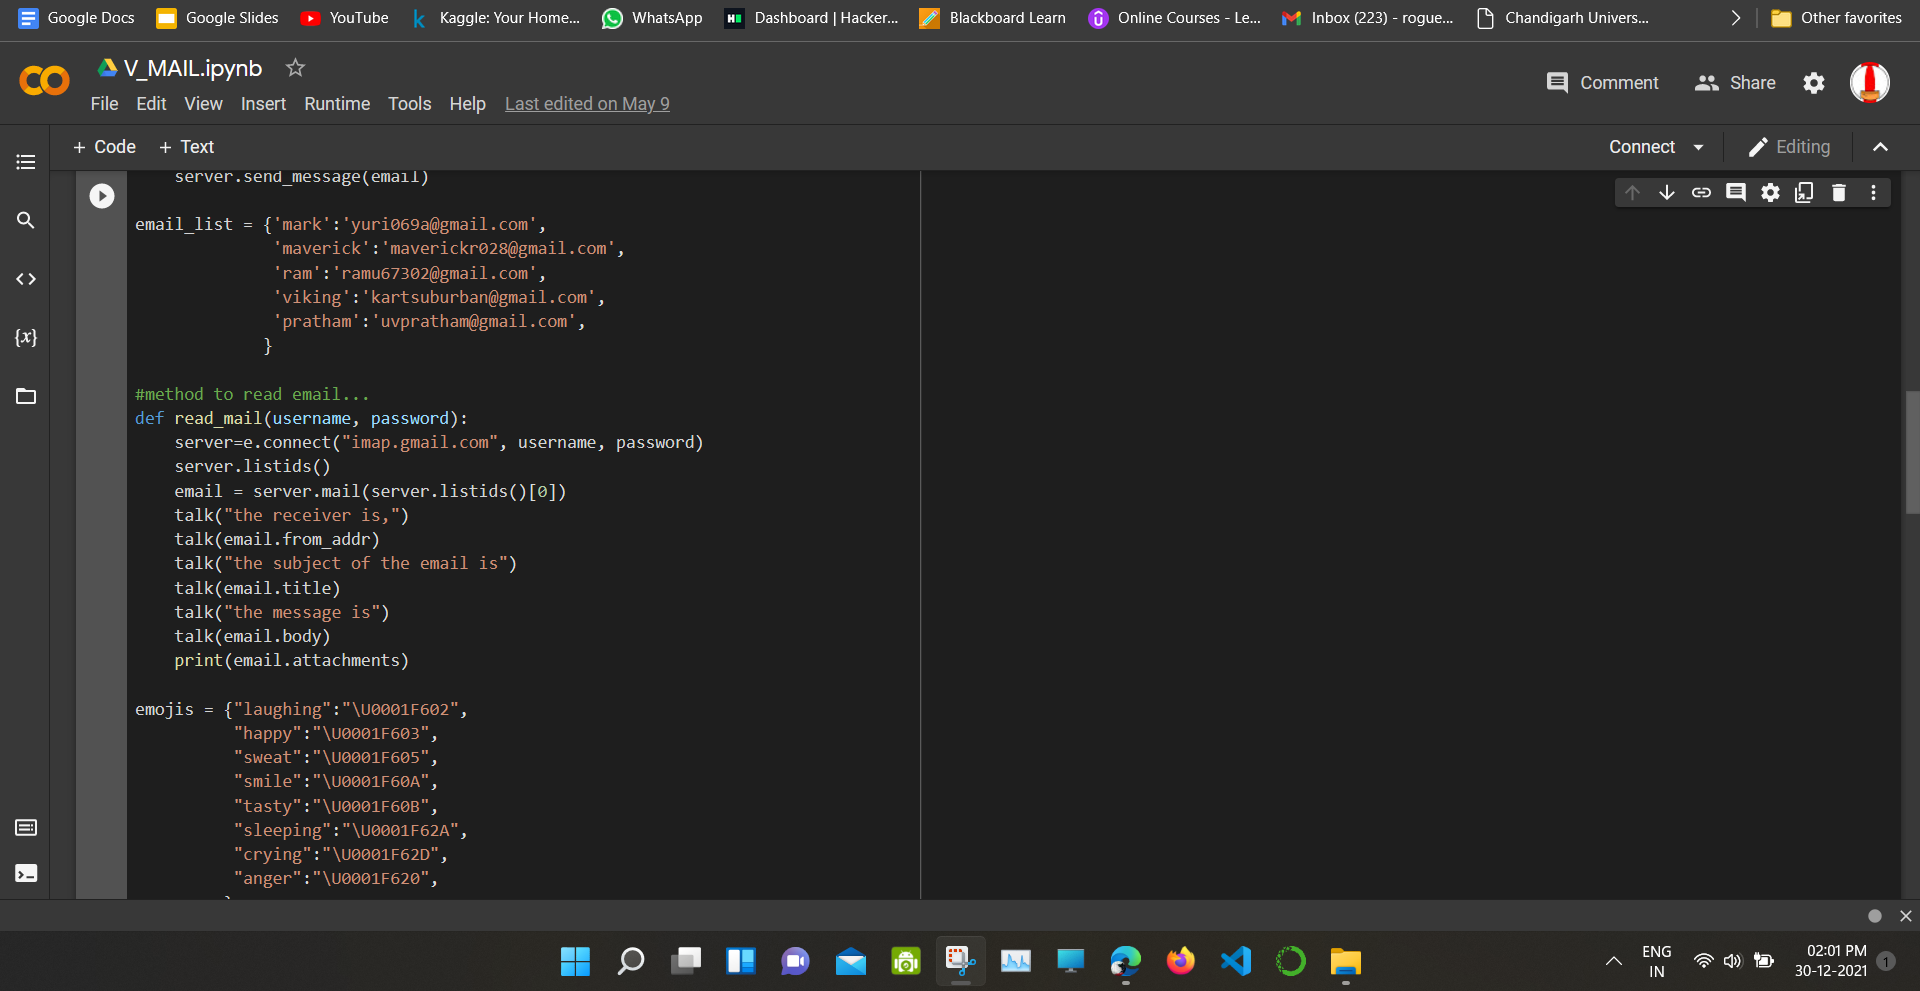 Google Docs Google Slides YouTube Kaggle: Your Home... WhatsApp Dashboard | Hacker... Blackboard Learn Online Courses - Le... Inbox (223) - rogue... Chandigarh Univers... Other favorites
V_MAIL.ipynb
Comment Share
File Edit View Insert Runtime Tools Help Last edited on May 9
+ Code + Text Connect Editing
server.send_message(email)
email_list = {'mark':'yuri069a@gmail.com',
'maverick':'maverickr028@gmail.com',
'ram':'ramu67302@gmail.com',
'viking':'kartsuburban@gmail.com',
'pratham':'uvpratham@gmail.com',
}
#method to read email...
def read_mail(username, password):
server=e.connect("imap.gmail.com", username, password)
server.listids()
email = server.mail(server.listids()[0])
talk("the receiver is,")
talk(email.from_addr)
talk("the subject of the email is")
talk(email.title)
talk("the message is")
talk(email.body)
print(email.attachments)
emojis = {"laughing":"\U0001F602",
"happy":"\U0001F603",
"sweat":"\U0001F605",
"smile":"\U0001F60A",
"tasty":"\U0001F60B",
"sleeping":"\U0001F62A",
"crying":"\U0001F62D",
"anger":"\U0001F620",
ENG
IN
02:01 PM
30-12-2021
1